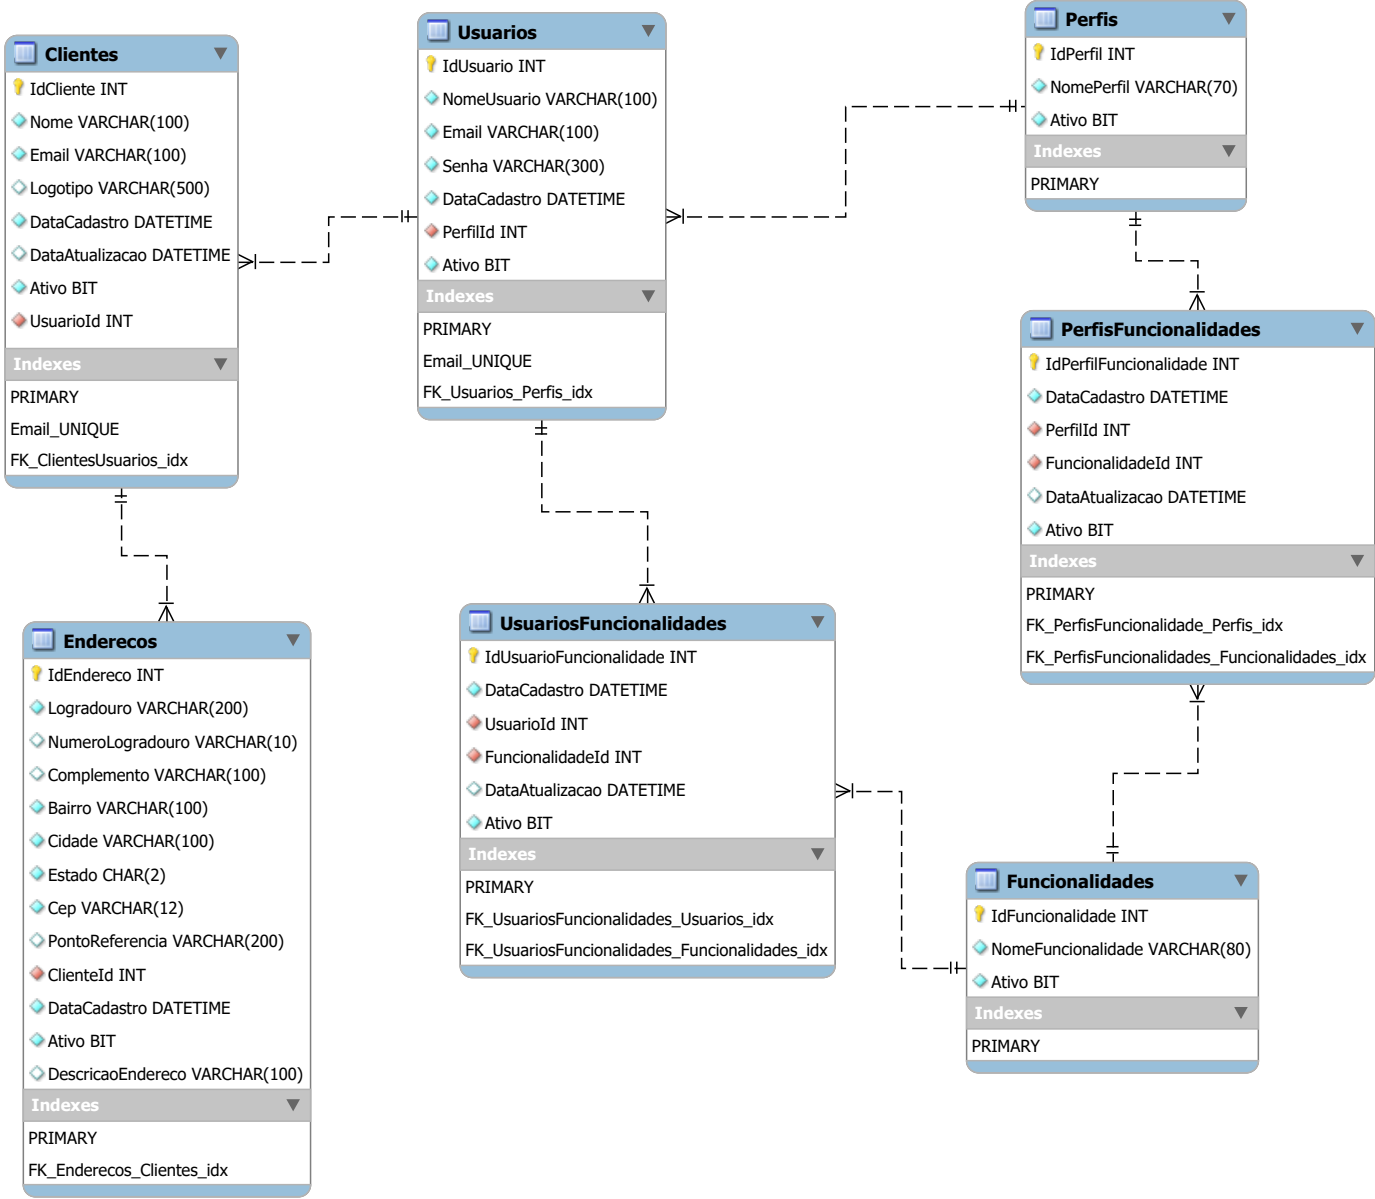 Clientes
IdCliente INT
Nome VARCHAR(100)
Email VARCHAR(100)
Logotipo VARCHAR(500)
DataCadastro DATETIME
DataAtualizacao DATETIME
Ativo BIT
UsuarioId INT
Indexes
PRIMARY
Email_UNIQUE
FK_ClientesUsuarios_idx
Usuarios
IdUsuario INT
NomeUsuario VARCHAR(100)
Email VARCHAR(100)
Senha VARCHAR(300)
DataCadastro DATETIME
PerfilId INT
Ativo BIT
Indexes
PRIMARY
Email_UNIQUE
FK_Usuarios_Perfis_idx
Perfis
IdPerfil INT
NomePerfil VARCHAR(70)
Ativo BIT
Indexes
PRIMARY
PerfisFuncionalidades
IdPerfilFuncionalidade INT
DataCadastro DATETIME
PerfilId INT
FuncionalidadeId INT
DataAtualizacao DATETIME
Ativo BIT
Indexes
PRIMARY
FK_PerfisFuncionalidade_Perfis_idx
FK_PerfisFuncionalidades_Funcionalidades_idx
Enderecos
IdEndereco INT
Logradouro VARCHAR(200)
NumeroLogradouro VARCHAR(10)
Complemento VARCHAR(100)
Bairro VARCHAR(100)
Cidade VARCHAR(100)
Estado CHAR(2)
Cep VARCHAR(12)
PontoReferencia VARCHAR(200)
ClienteId INT
DataCadastro DATETIME
Ativo BIT
DescricaoEndereco VARCHAR(100)
Indexes
PRIMARY
FK_Enderecos_Clientes_idx
UsuariosFuncionalidades
IdUsuarioFuncionalidade INT
DataCadastro DATETIME
UsuarioId INT
FuncionalidadeId INT
DataAtualizacao DATETIME
Ativo BIT
Indexes
PRIMARY
FK_UsuariosFuncionalidades_Usuarios_idx
FK_UsuariosFuncionalidades_Funcionalidades_idx
Funcionalidades
IdFuncionalidade INT
NomeFuncionalidade VARCHAR(80)
Ativo BIT
Indexes
PRIMARY